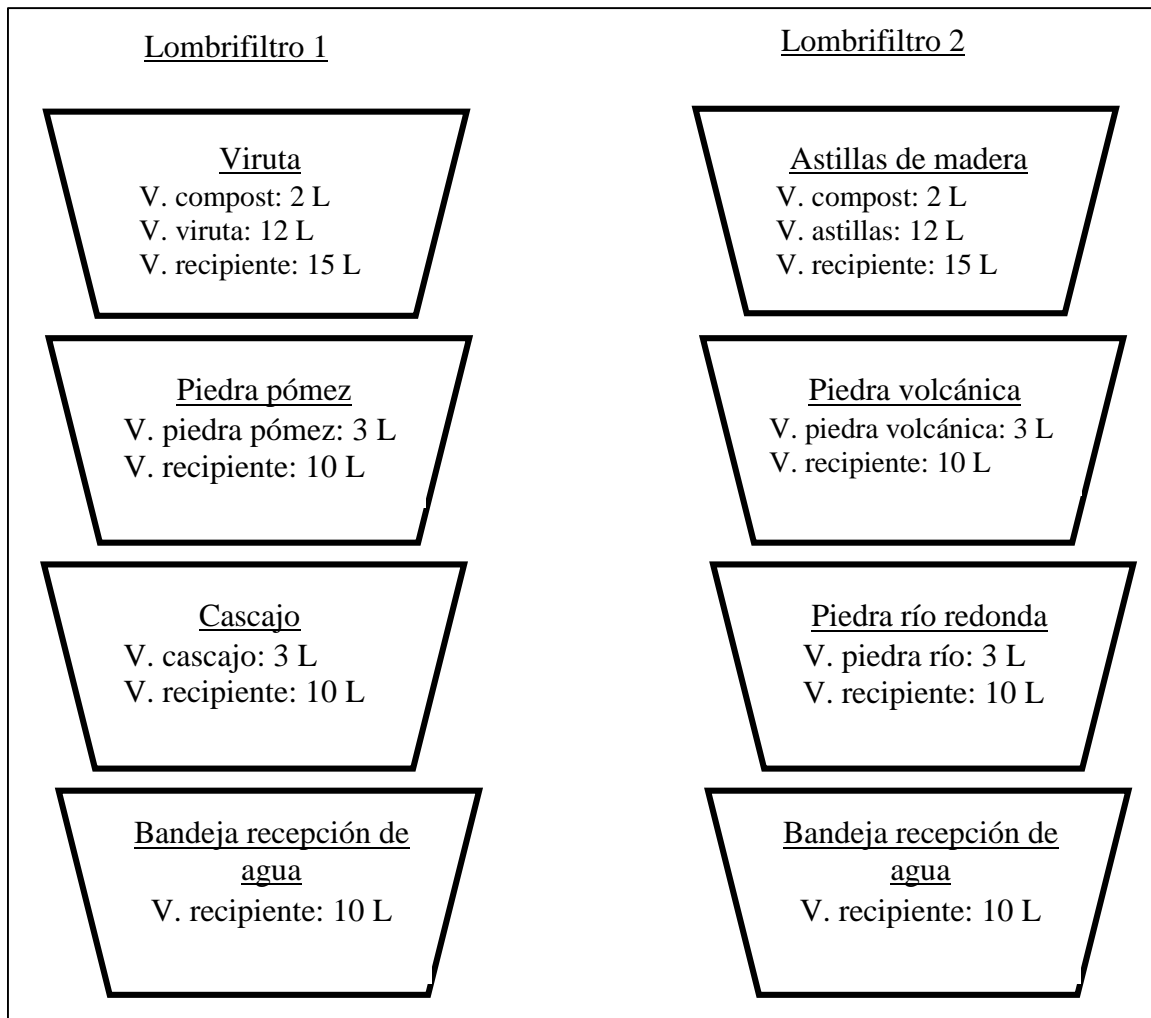 Lombrifiltro 1
Viruta
V. compost: 2 L
V. viruta: 12 L
V. recipiente: 15 L
Piedra pómez
V. piedra pómez: 3 L
V. recipiente: 10 L
Cascajo
V. cascajo: 3 L
V. recipiente: 10 L
Bandeja recepción de
agua
V. recipiente: 10 L
Lombrifiltro 2
Astillas de madera
V. compost: 2 L
V. astillas: 12 L
V. recipiente: 15 L
Piedra volcánica
V. piedra volcánica: 3 L
V. recipiente: 10 L
Piedra río redonda
V. piedra río: 3 L
V. recipiente: 10 L
Bandeja recepción de
agua
V. recipiente: 10 L